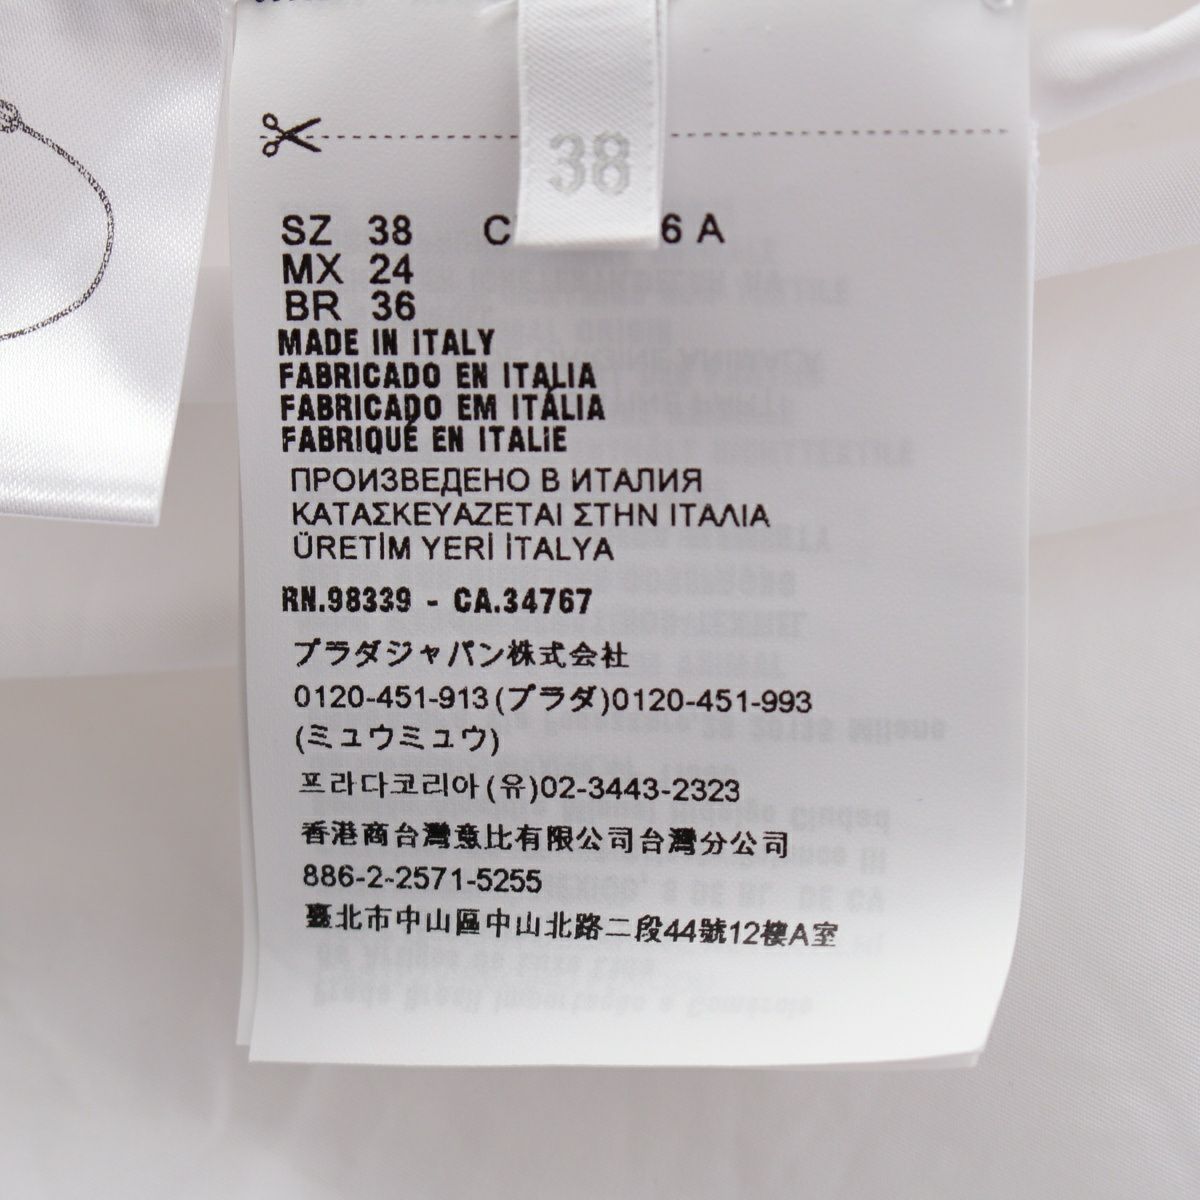 38
SZ 38 C 6 A
MX 24
BR 36
MADE IN ITALY
FABRICADO EN ITALIA
FABRICADO EM ITÁLIA
FABRIQUÉ EN ITALiE
ПРОИЗВЕДЕНО В ИТАЛИЯ
ΚΑΤΑΣΚΕΥΑΖΕΤΑΙ ΣΤΗΝ ΙΤΑΛΙΑ
ÜRETİM YERİ İTALYA
RN.98339 - CA.34767
プラダジャパン株式会社
0120-451-913(プラダ)0120-451-993
(ミュウミュウ)
프라다코리아(유)02-3443-2323
香港商台灣意比有限公司台灣分公司
886-2-2571-5255
臺北市中山區中山北路二段44號12樓A室